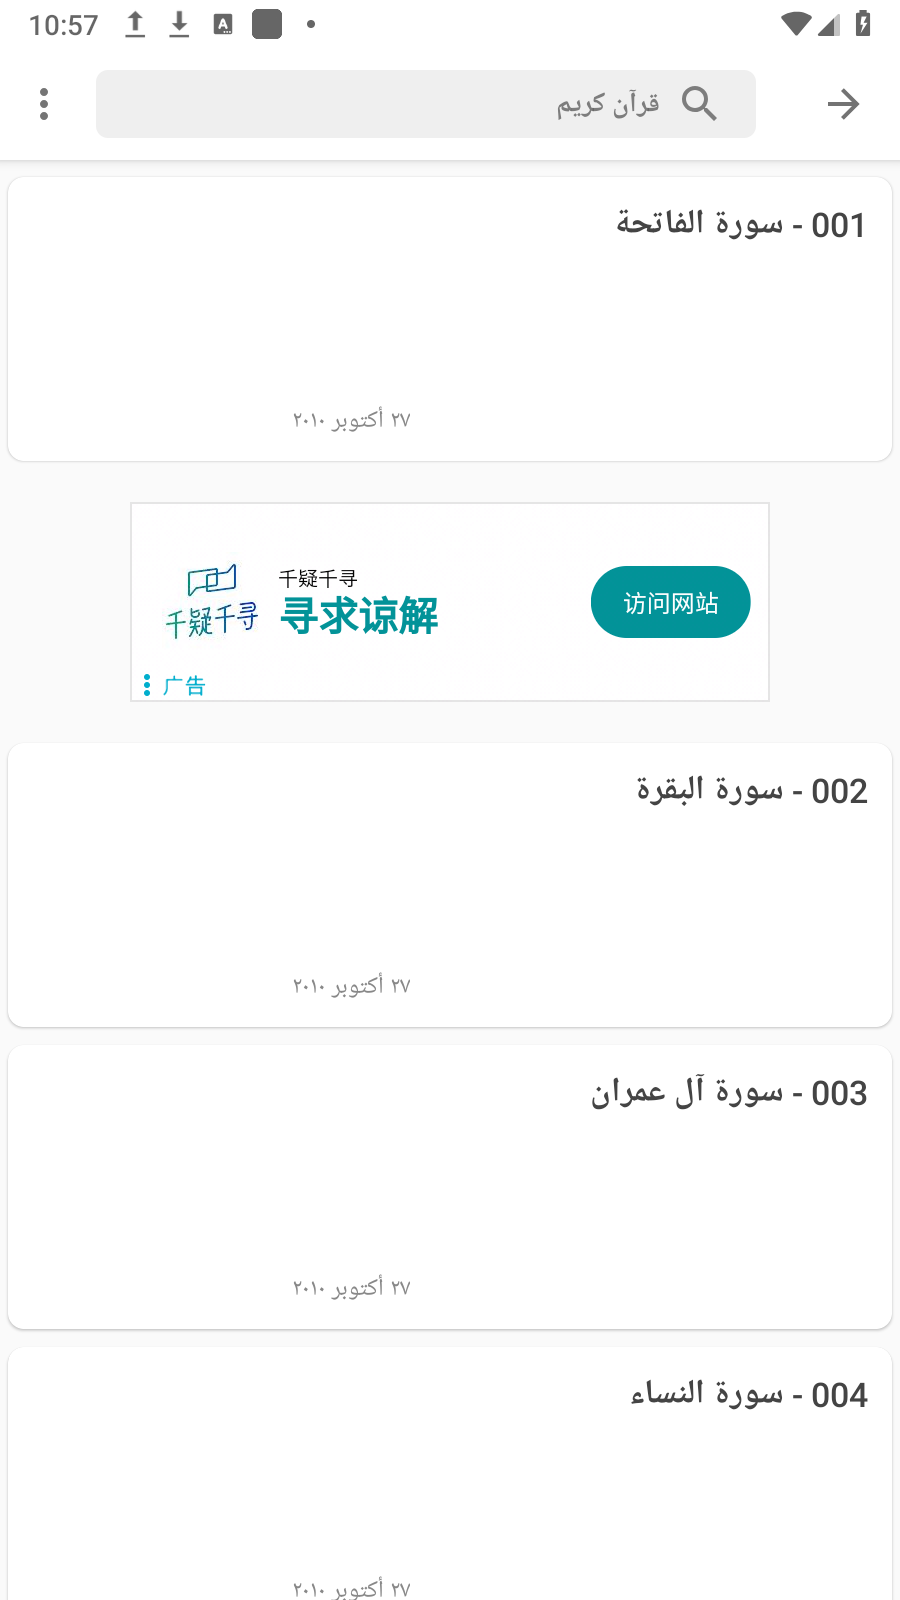 10:57
قرآن كريم
001 - سورة الفاتحة
٢٧ أكتوبر ٢٠١٠
千疑千寻
千疑千寻
寻求谅解
访问网站
广告
002 - سورة البقرة
٢٧ أكتوبر ٢٠١٠
003 - سورة آل عمران
٢٧ أكتوبر ٢٠١٠
004 - سورة النساء
٢٧ أكتوبر ٢٠١٠